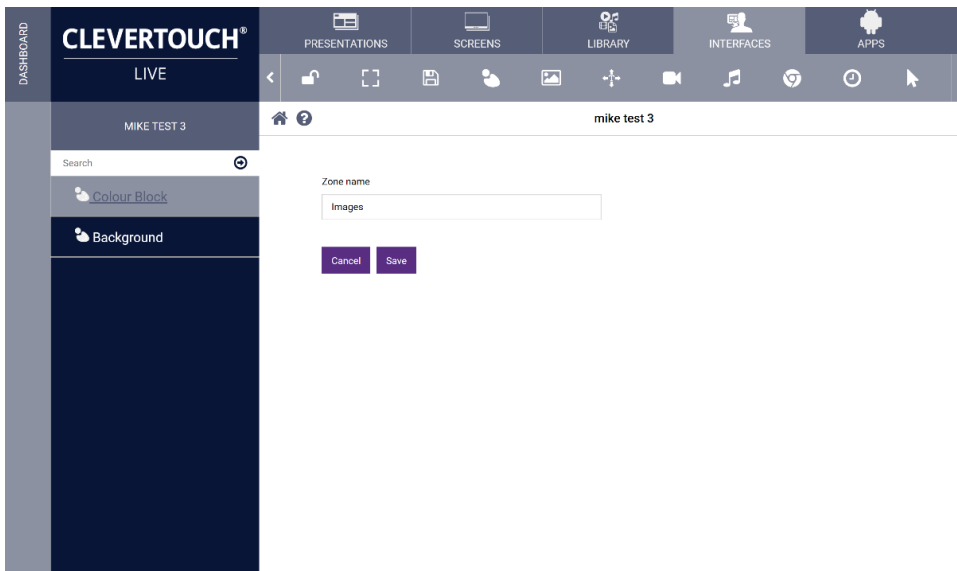 DASHBOARD
CLEVERTOUCH®
LIVE
PRESENTATIONS
SCREENS
LIBRARY
INTERFACES
APPS
MIKE TEST 3
mike test 3
Search
Colour Block
Background
Zone name
Images
Cancel
Save